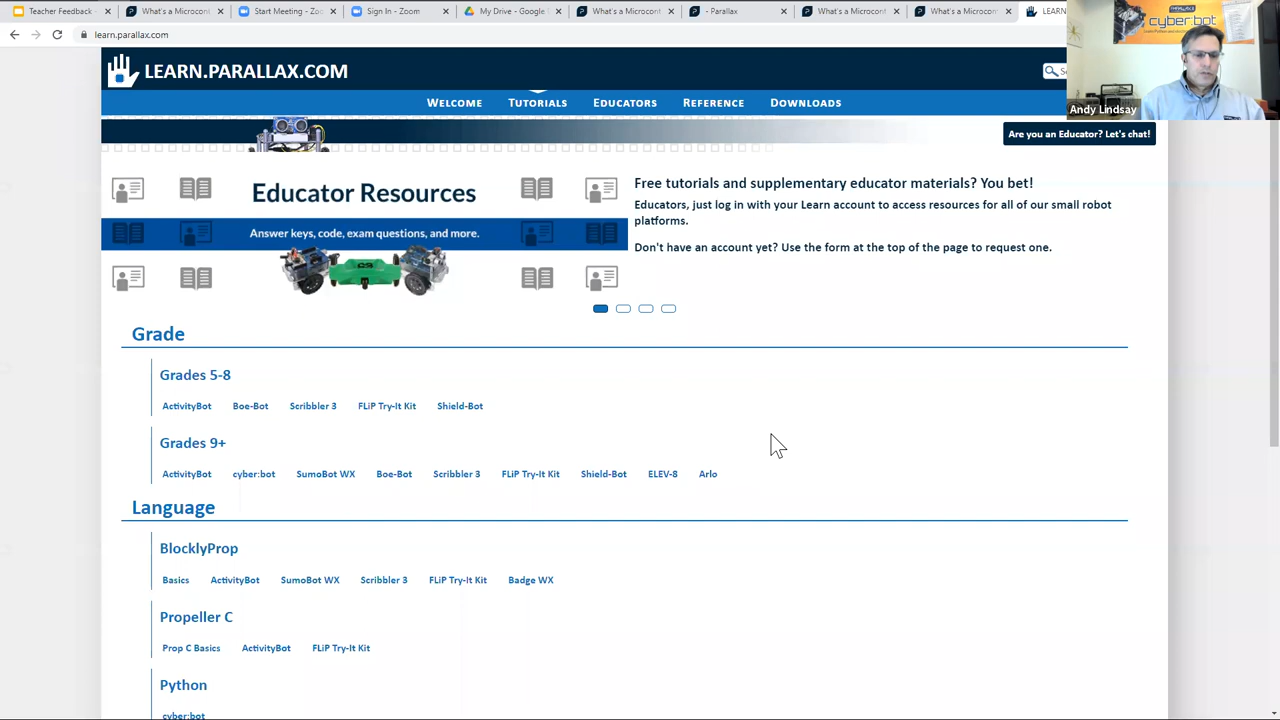 Teacher Feedback
What's a Microcont
Start Meeting - Zoo
Sign In - Zoom
My Drive - Google
What's a Microcont
- Parallax
What's a Microcont
What's a Microcon
LEARN
learn.parallax.com
cyber:bot
LEARN.PARALLAX.COM
Andy Lindsay
WELCOME TUTORIALS EDUCATORS REFERENCE DOWNLOADS
Are you an Educator? Let's chat!
Educator Resources
Answer keys, code, exam questions, and more.
Free tutorials and supplementary educator materials? You bet!
Educators, just log in with your Learn account to access resources for all of our small robot
platforms.
Don't have an account yet? Use the form at the top of the page to request one.
Grade
Grades 5-8
ActivityBot Boe-Bot Scribbler 3 FLiP Try-It Kit Shield-Bot
Grades 9+
ActivityBot cyber:bot SumoBot WX Boe-Bot Scribbler 3 FLiP Try-It Kit Shield-Bot ELEV-8 Arlo
Language
BlocklyProp
Basics ActivityBot SumoBot WX Scribbler 3 FLiP Try-It Kit Badge WX
Propeller C
Prop C Basics ActivityBot FLiP Try-It Kit
Python
cyber:bot